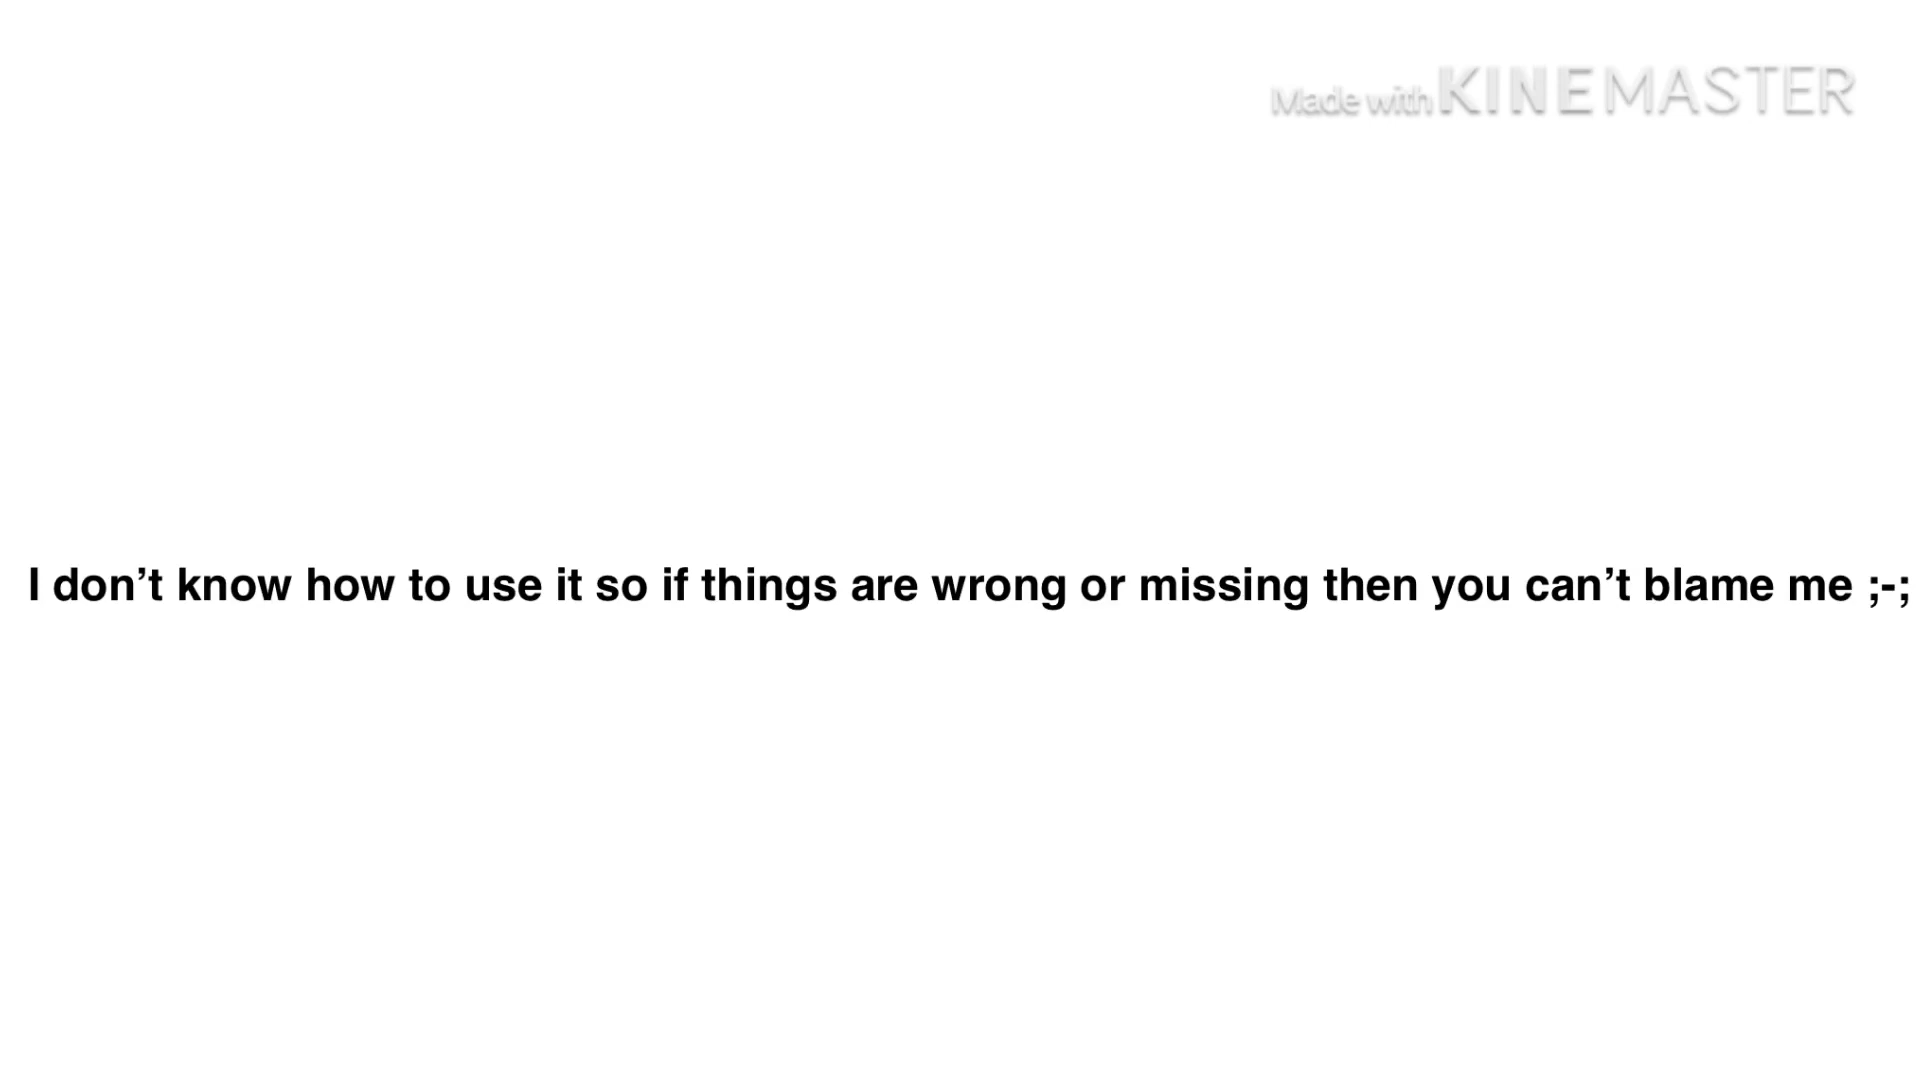 Made with KINEMASTER
I don’t know how to use it so if things are wrong or missing then you can’t blame me ;-;